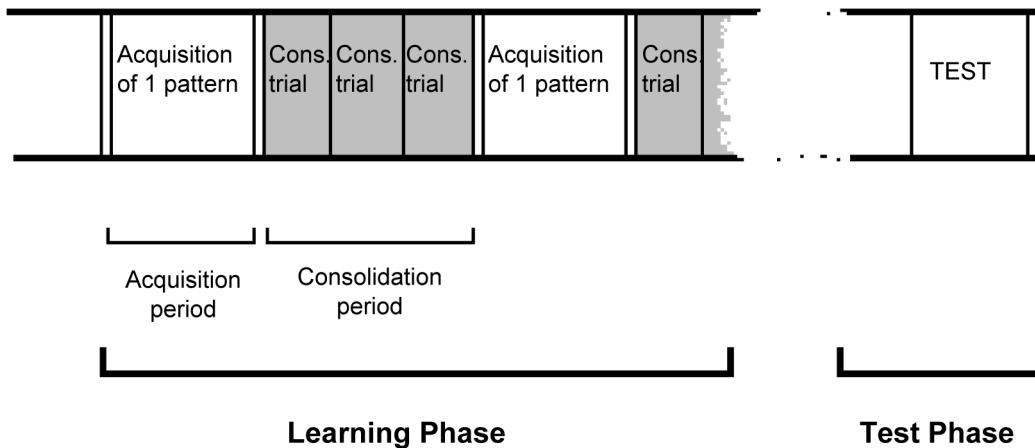 Acquisition
of 1 pattern
Cons.
trial
Cons.
trial
Cons.
trial
Acquisition
of 1 pattern
Cons.
trial
TEST
Acquisition
period
Consolidation
period
Learning Phase
Test Phase